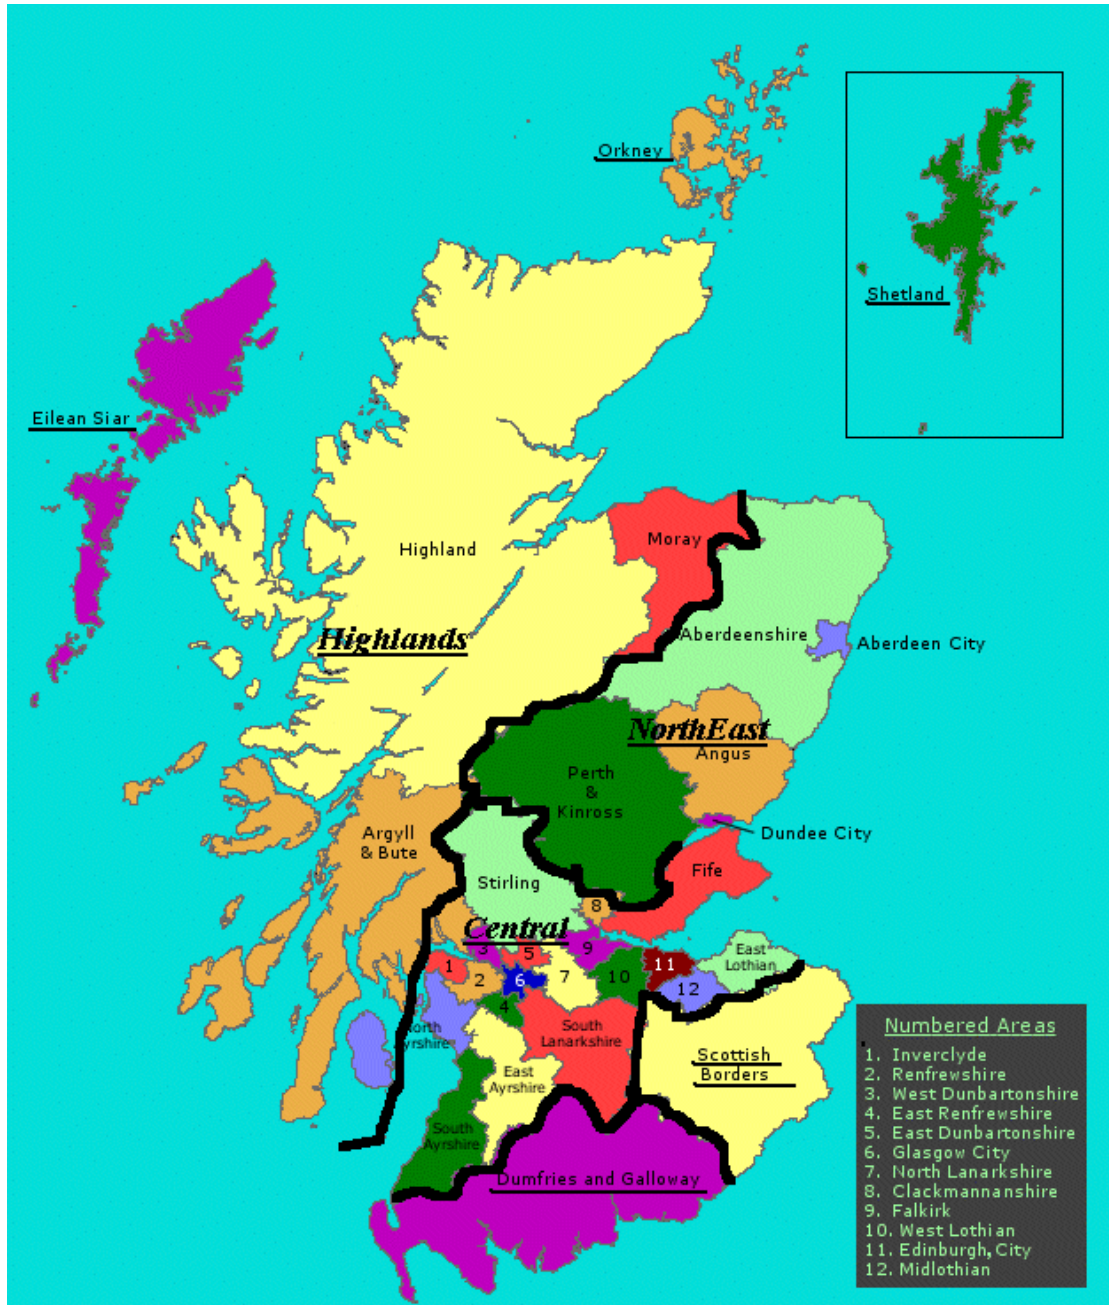 Orkney
Shetland
Eilean Siar
Highland
Moray
Highlands
Aberdeenshire
Aberdeen City
NorthEast
Angus
Perth
&
Kinross
Dundee City
Argyll
& Bute
Stirling
Fife
8
Central
3
5
9
1
2
6
7
10
11
12
East
Lothian
4
North
Ayrshire
South
Lanarkshire
East
Ayrshire
Scottish
Borders
South
Ayrshire
Dumfries and Galloway
Numbered Areas
1. Inverclyde
2. Renfrewshire
3. West Dunbartonshire
4. East Renfrewshire
5. East Dunbartonshire
6. Glasgow City
7. North Lanarkshire
8. Clackmannanshire
9. Falkirk
10. West Lothian
11. Edinburgh, City
12. Midlothian